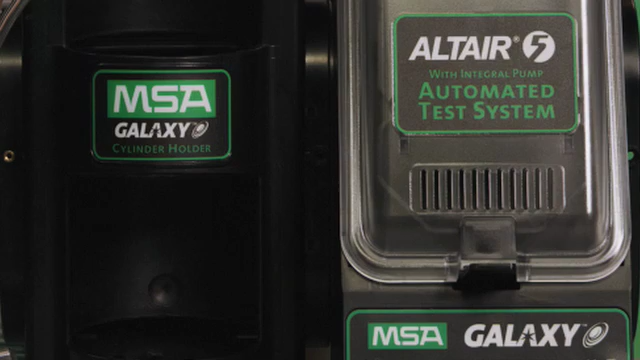 MSA
GALAXY
CYLINDER HOLDER
ALTAIR® 5
WITH INTEGRAL PUMP
AUTOMATED
TEST SYSTEM
MSA GALAXY